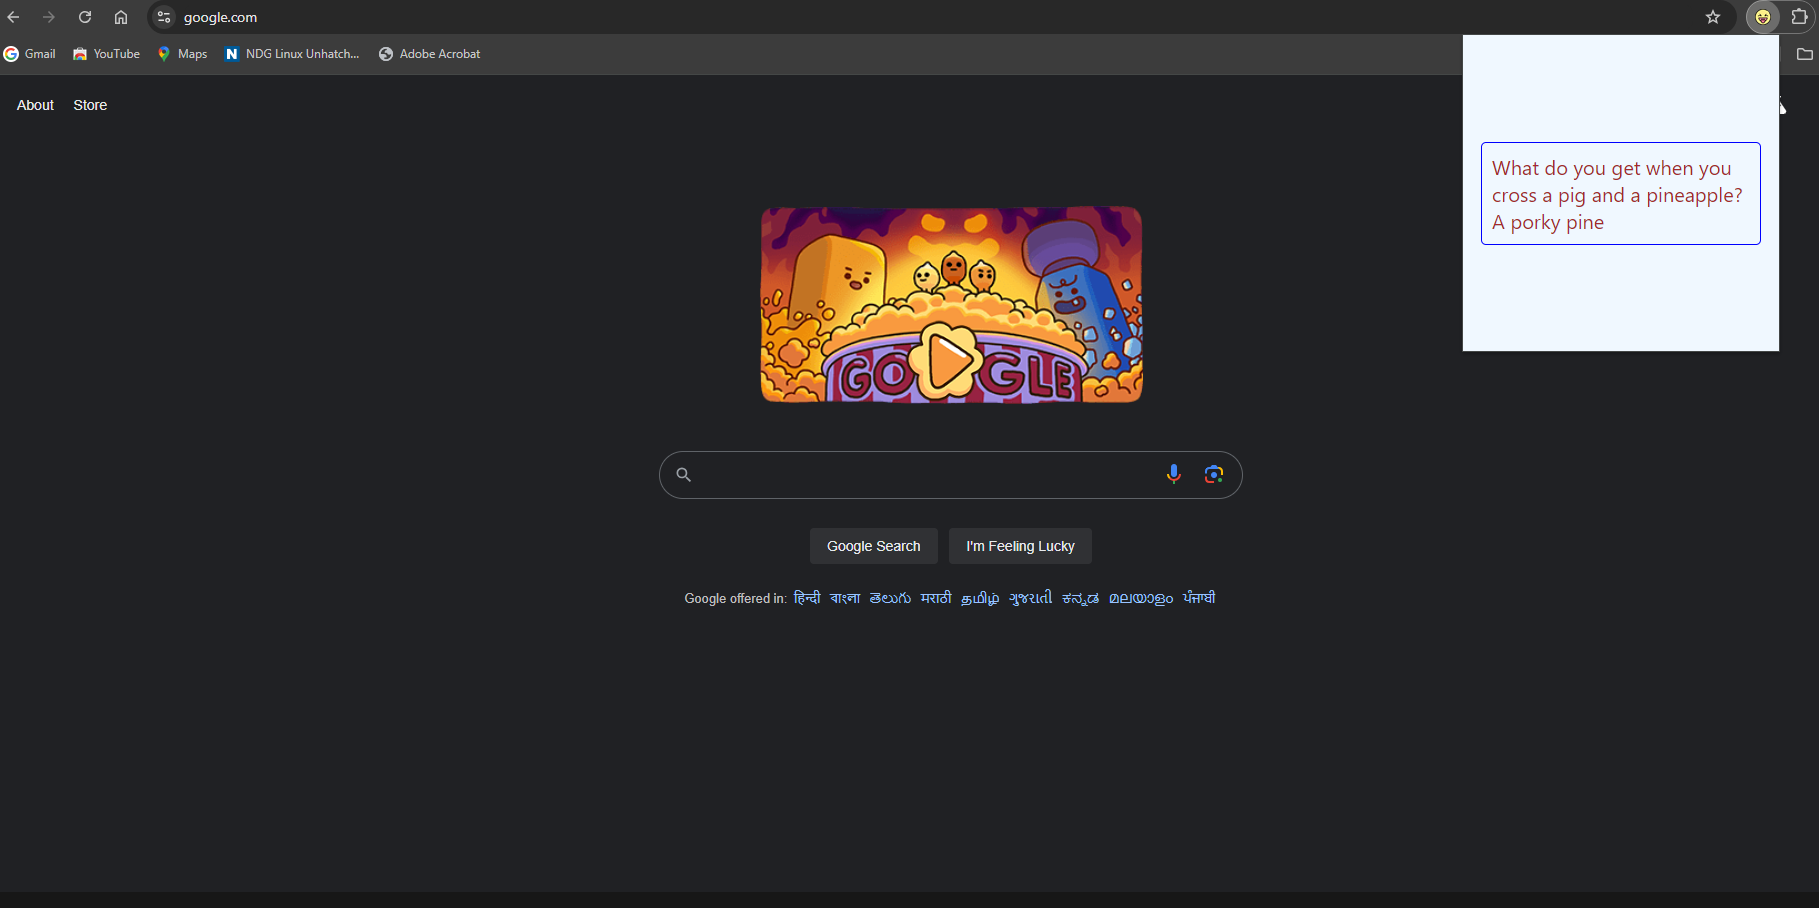 google.com
Gmail YouTube Maps NDG Linux Unhatch... Adobe Acrobat
About Store
What do you get when you
cross a pig and a pineapple?
A porky pine
GOOGLE
Google Search I'm Feeling Lucky
Google offered in: हिन्दी বাংলা తెలుగు मराठी தமிழ் ગુજરાતી ಕನ್ನಡ മലയാളം ਪੰਜਾਬੀ